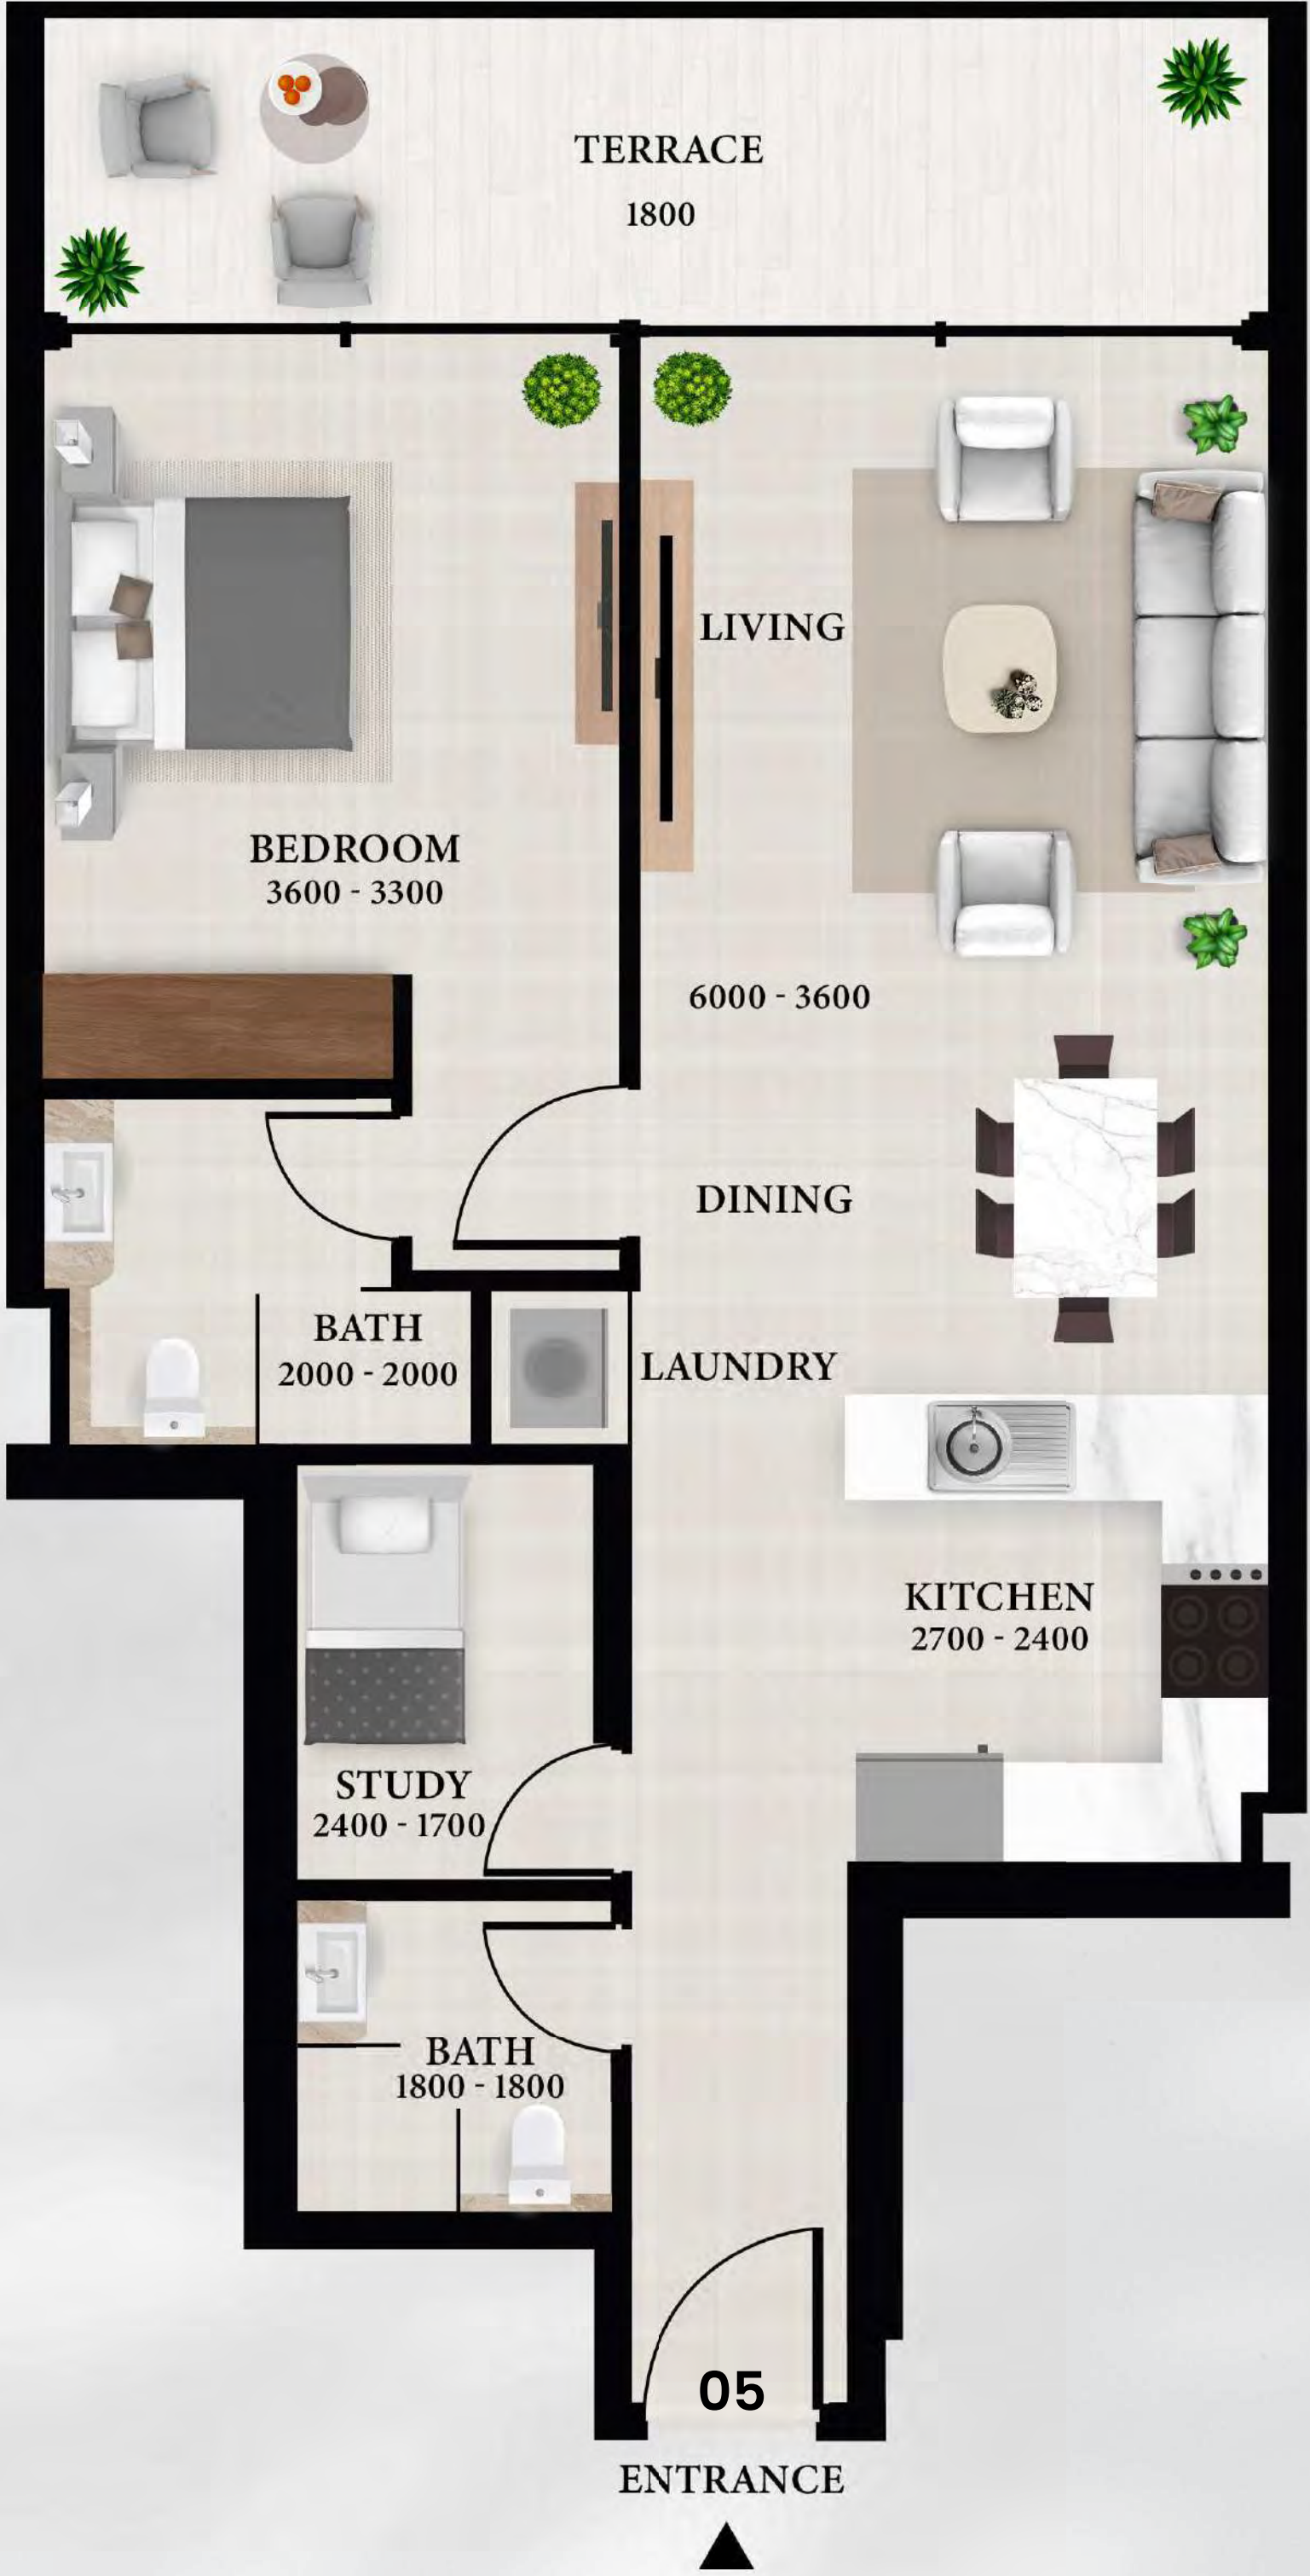 TERRACE
1800
LIVING
BEDROOM
3600 - 3300
6000 - 3600
DINING
BATH
2000 - 2000
LAUNDRY
KITCHEN
2700 - 2400
STUDY
2400 - 1700
BATH
1800 - 1800
05
ENTRANCE